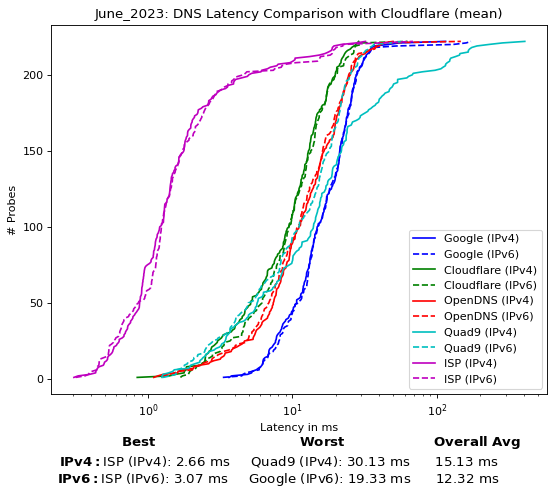 June_2023: DNS Latency Comparison with Cloudflare (mean)
200
150
100
50
0
# Probes
Google (IPv4)
Google (IPv6)
Cloudflare (IPv4)
Cloudflare (IPv6)
OpenDNS (IPv4)
OpenDNS (IPv6)
Quad9 (IPv4)
Quad9 (IPv6)
ISP (IPv4)
ISP (IPv6)
10⁰ 10¹ 10²
Latency in ms
Best Worst Overall Avg
IPv4: ISP (IPv4): 2.66 ms Quad9 (IPv4): 30.13 ms 15.13 ms
IPv6: ISP (IPv6): 3.07 ms Google (IPv6): 19.33 ms 12.32 ms